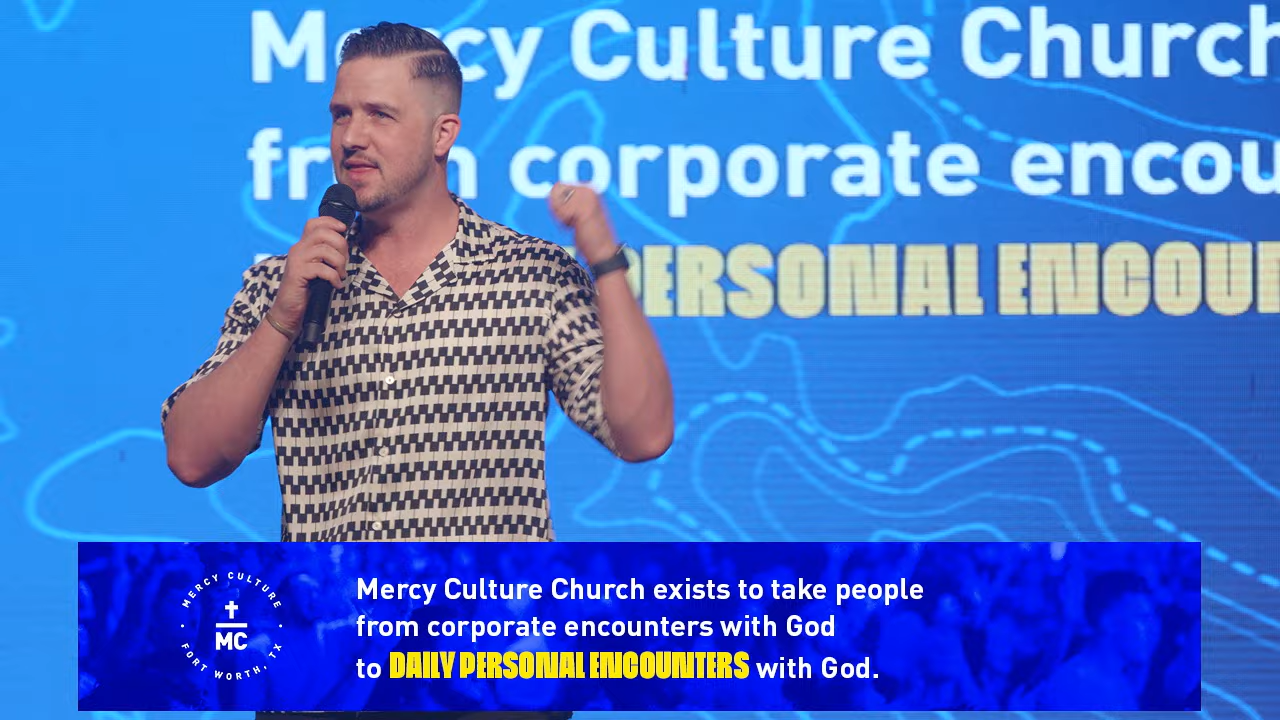 Mercy Culture Church
from corporate encou
PERSONAL ENCOUN
MERCY CULTURE
MC
FORT WORTH, TX
Mercy Culture Church exists to take people
from corporate encounters with God
to DAILY PERSONAL ENCOUNTERS with God.